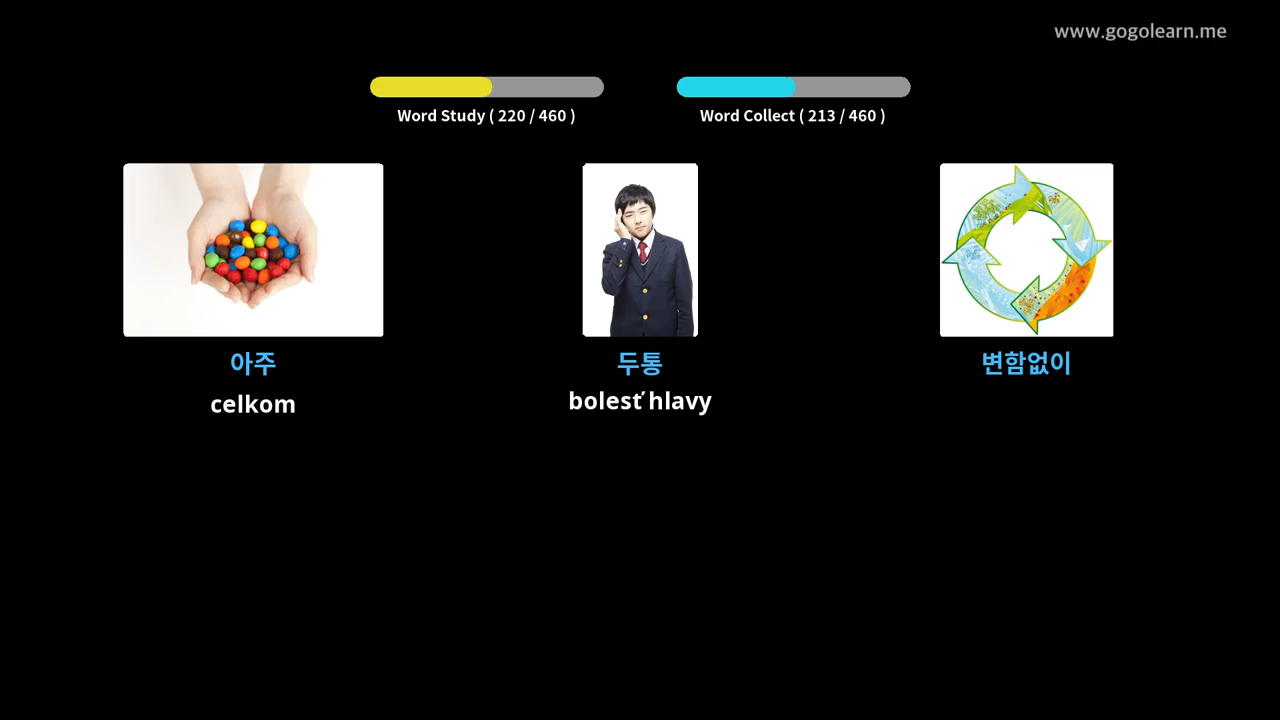 www.gogolearn.me
Word Study ( 220 / 460 )
Word Collect ( 213 / 460 )
아주
두통
변함없이
celkom
bolesť hlavy